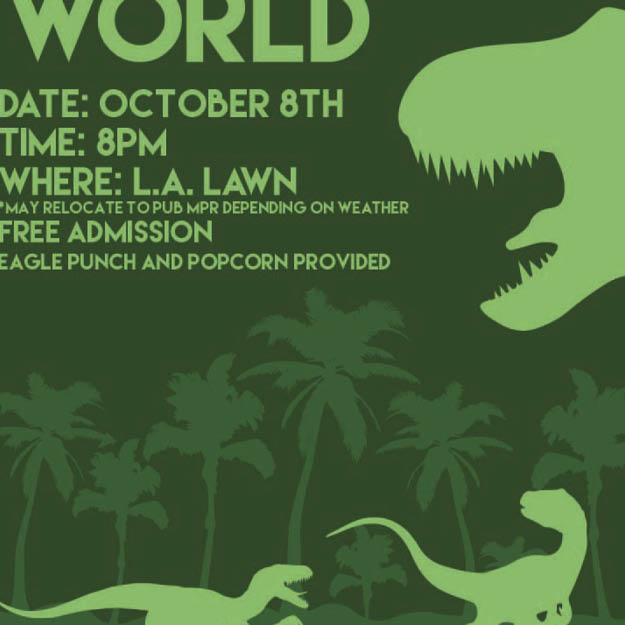 WORLD
DATE: OCTOBER 8TH
TIME: 8PM
WHERE: L.A. LAWN
*MAY RELOCATE TO PUB MPR DEPENDING ON WEATHER
FREE ADMISSION
EAGLE PUNCH AND POPCORN PROVIDED